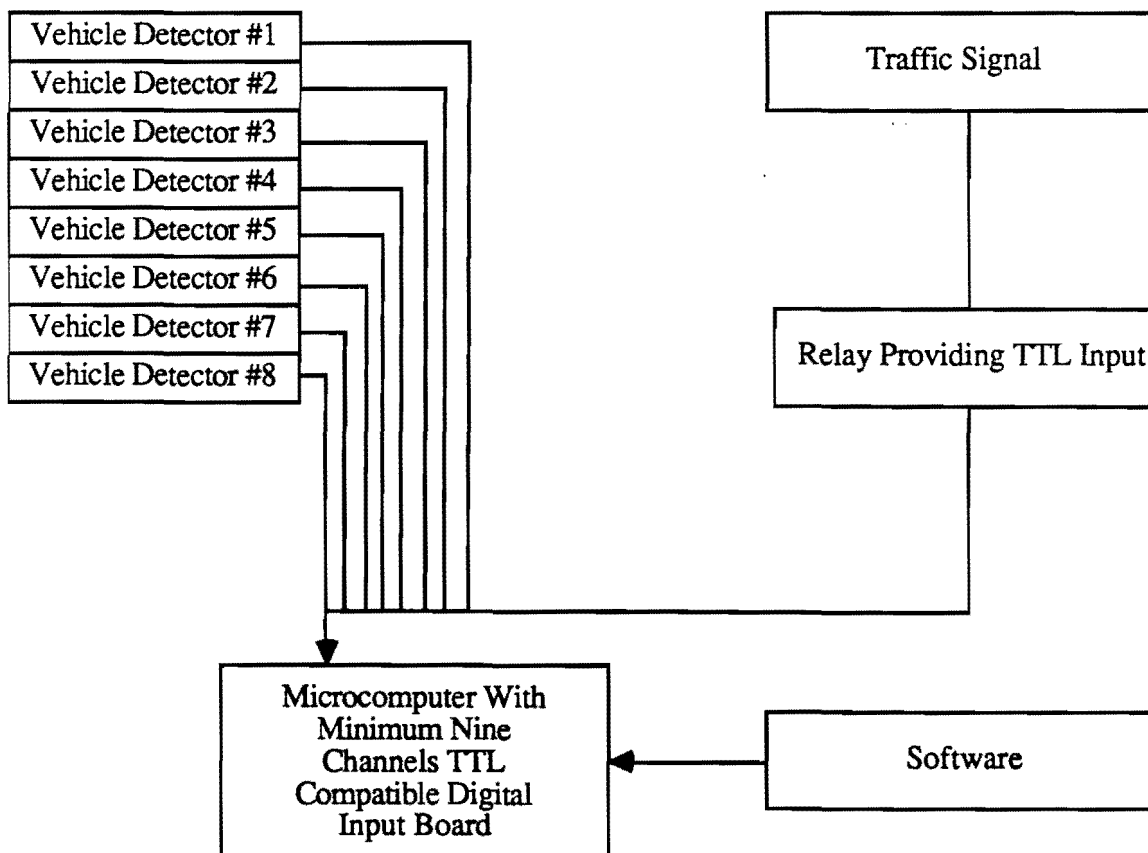 Vehicle Detector #1
Vehicle Detector #2
Vehicle Detector #3
Vehicle Detector #4
Vehicle Detector #5
Vehicle Detector #6
Vehicle Detector #7
Vehicle Detector #8
Traffic Signal
Relay Providing TTL Input
Microcomputer With
Minimum Nine
Channels TTL
Compatible Digital
Input Board
Software